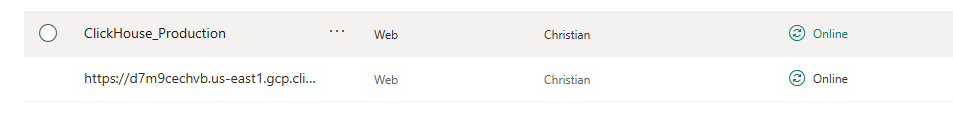 ClickHouse_Production ... Web Christian Online
https://d7m9cechvb.us-east1.gcp.cli... Web Christian Online